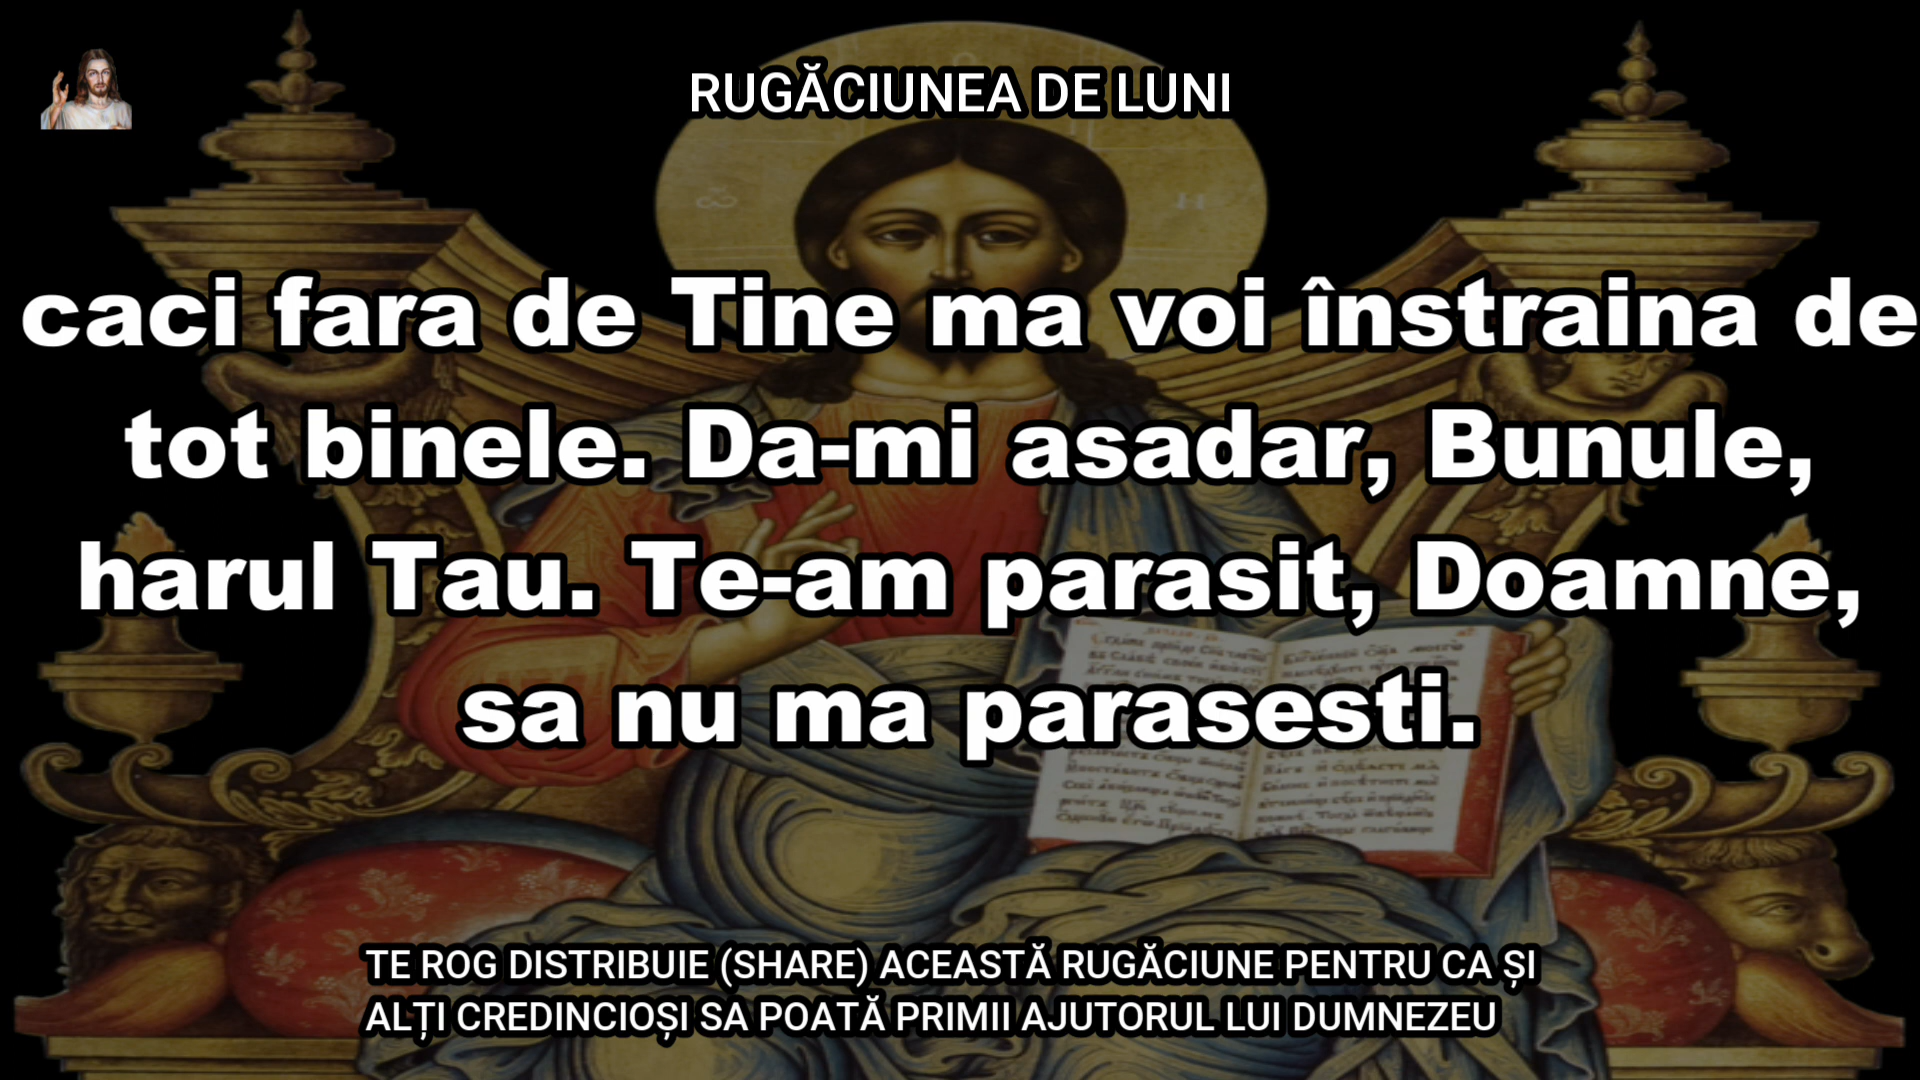 RUGĂCIUNEA DE LUNI
caci fara de Tine ma voi înstraina de
tot binele. Da-mi asadar, Bunule,
harul Tau. Te-am parasit, Doamne,
sa nu ma parasesti.
TE ROG DISTRIBUIE (SHARE) ACEASTĂ RUGĂCIUNE PENTRU CA ȘI
ALȚI CREDINCIOȘI SA POATĂ PRIMII AJUTORUL LUI DUMNEZEU